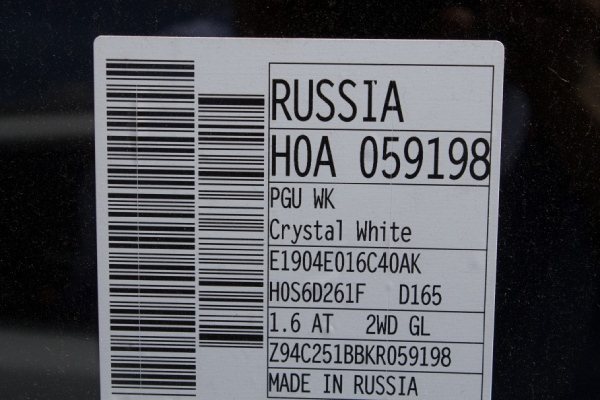 RUSSIA
H0A 059198
PGU WK
Crystal White
E1904E016C40AK
H0S6D261F D165
1.6 AT 2WD GL
Z94C251BBKR059198
MADE IN RUSSIA